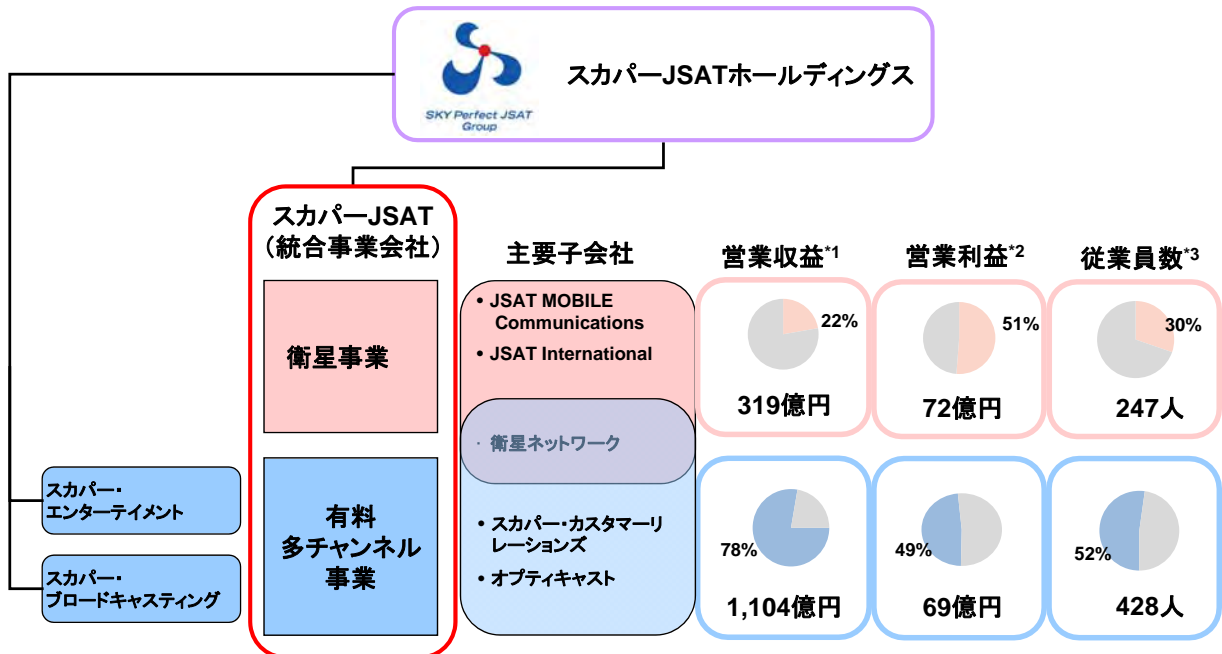 SKY Perfect JSAT
Group
スカパーJSATホールディングス
スカパーJSAT
（統合事業会社）
主要子会社
営業収益*1
営業利益*2
従業員数*3
衛星事業
• JSAT MOBILE
Communications
• JSAT International
22%
51%
30%
319億円
72億円
247人
· 衛星ネットワーク
スカパー・
エンターテイメント
スカパー・
ブロードキャスティング
有料
多チャンネル
事業
• スカパー・カスタマーリ
レーションズ
• オプティキャスト
78%
49%
52%
1,104億円
69億円
428人